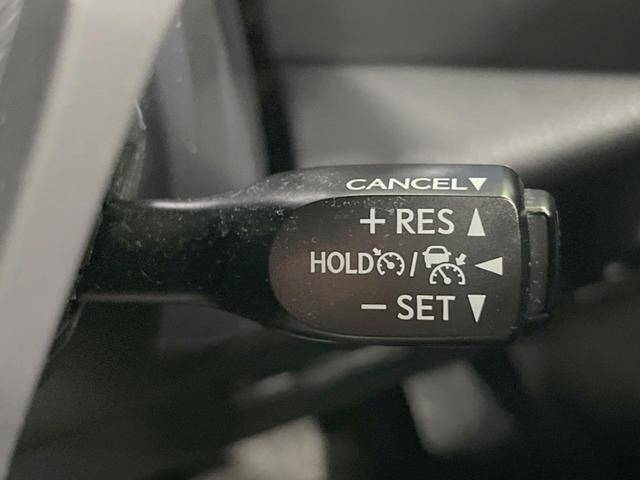 CANCEL▼
+ RES ▲
HOLD / ◀
− SET ▼